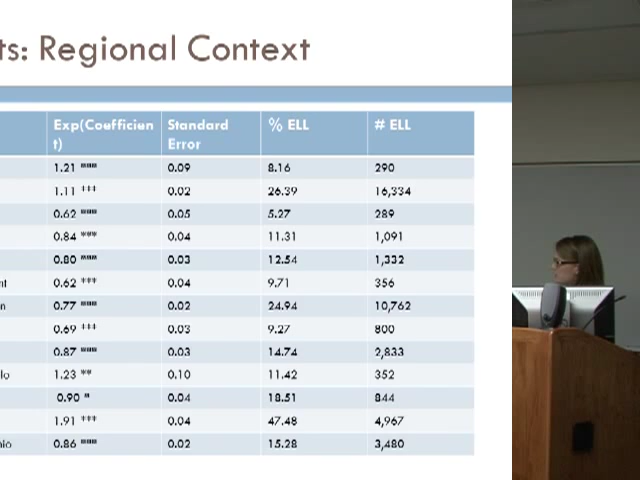 ts: Regional Context
Exp(Coefficien Standard % ELL # ELL
t) Error
1.21 *** 0.09 8.16 290
1.11 *** 0.02 26.39 16,334
0.62 *** 0.05 5.27 289
0.84 *** 0.04 11.31 1,091
0.80 *** 0.03 12.54 1,332
nt 0.62 *** 0.04 9.71 356
n 0.77 *** 0.02 24.94 10,762
0.69 *** 0.03 9.27 800
0.87 *** 0.03 14.74 2,833
lo 1.23 ** 0.10 11.42 352
0.90 * 0.04 18.51 844
1.91 *** 0.04 47.48 4,967
nio 0.86 *** 0.02 15.28 3,480